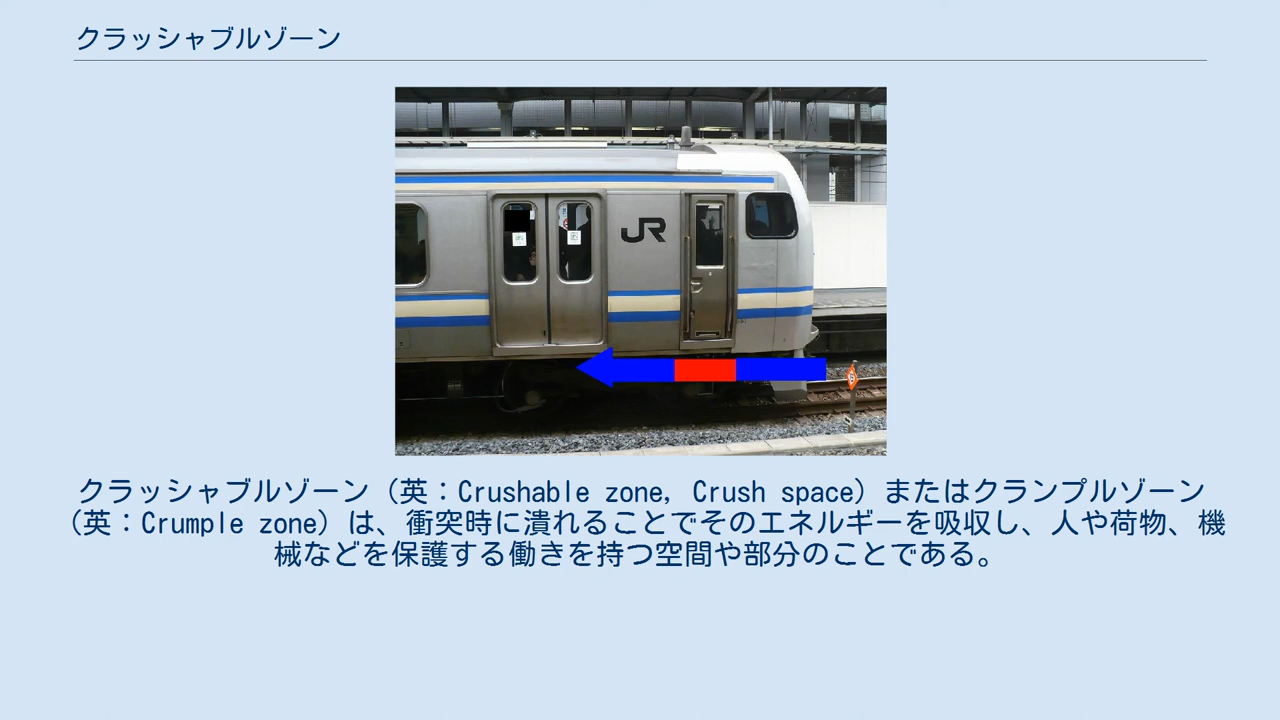 クラッシャブルゾーン
JR
クラッシャブルゾーン（英：Crushable zone, Crush space）またはクランプルゾーン
（英：Crumple zone）は、衝突時に潰れることでそのエネルギーを吸収し、人や荷物、機
械などを保護する働きを持つ空間や部分のことである。